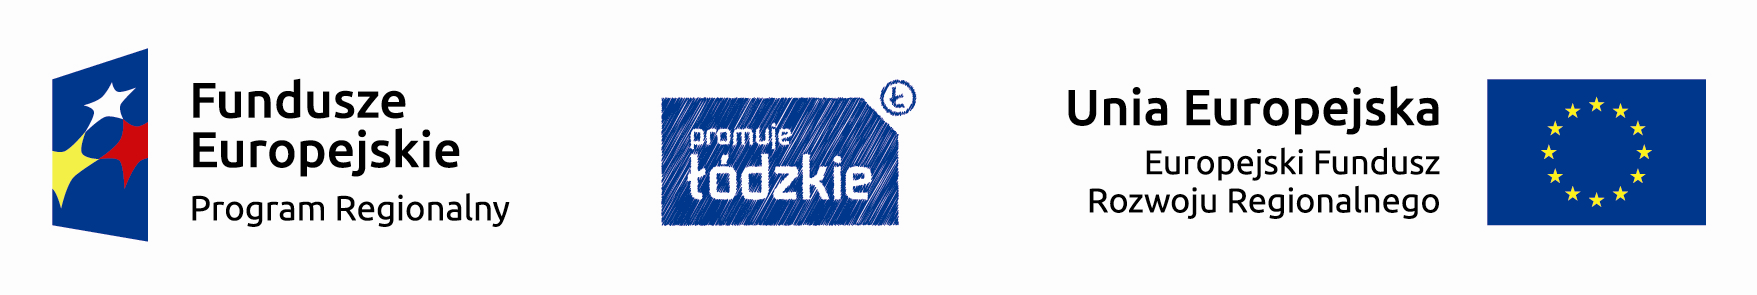 Fundusze
Europejskie
Program Regionalny
promuje
łódzkie
Ł
Unia Europejska
Europejski Fundusz
Rozwoju Regionalnego